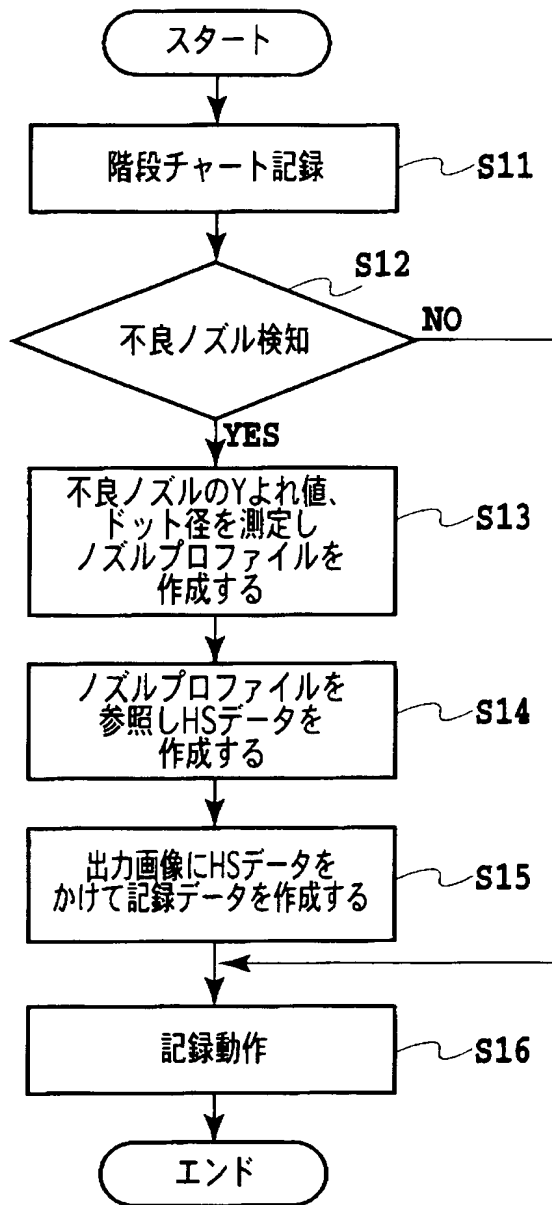 スタート
階段チャート記録
S11
S12
不良ノズル検知
NO
YES
不良ノズルのYよれ値、
ドット径を測定し
ノズルプロファイルを
作成する
S13
ノズルプロファイルを
参照しHSデータを
作成する
S14
出力画像にHSデータを
かけて記録データを作成する
S15
記録動作
S16
エンド